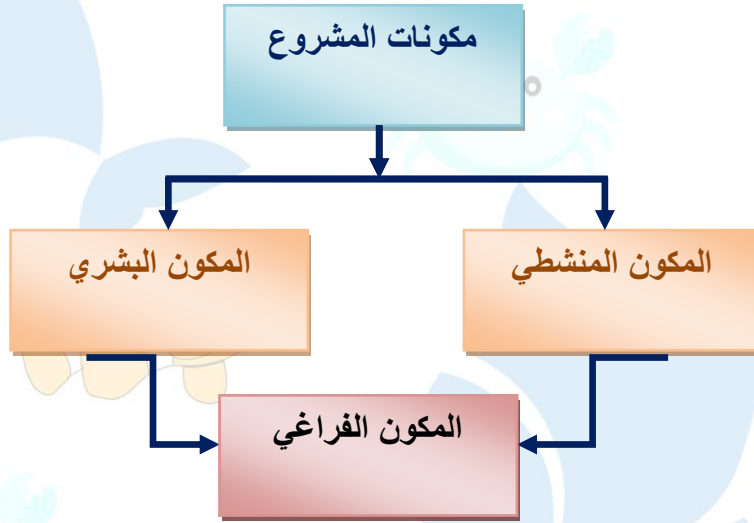 مكونات المشروع
المكون المنشطي
المكون البشري
المكون الفراغي